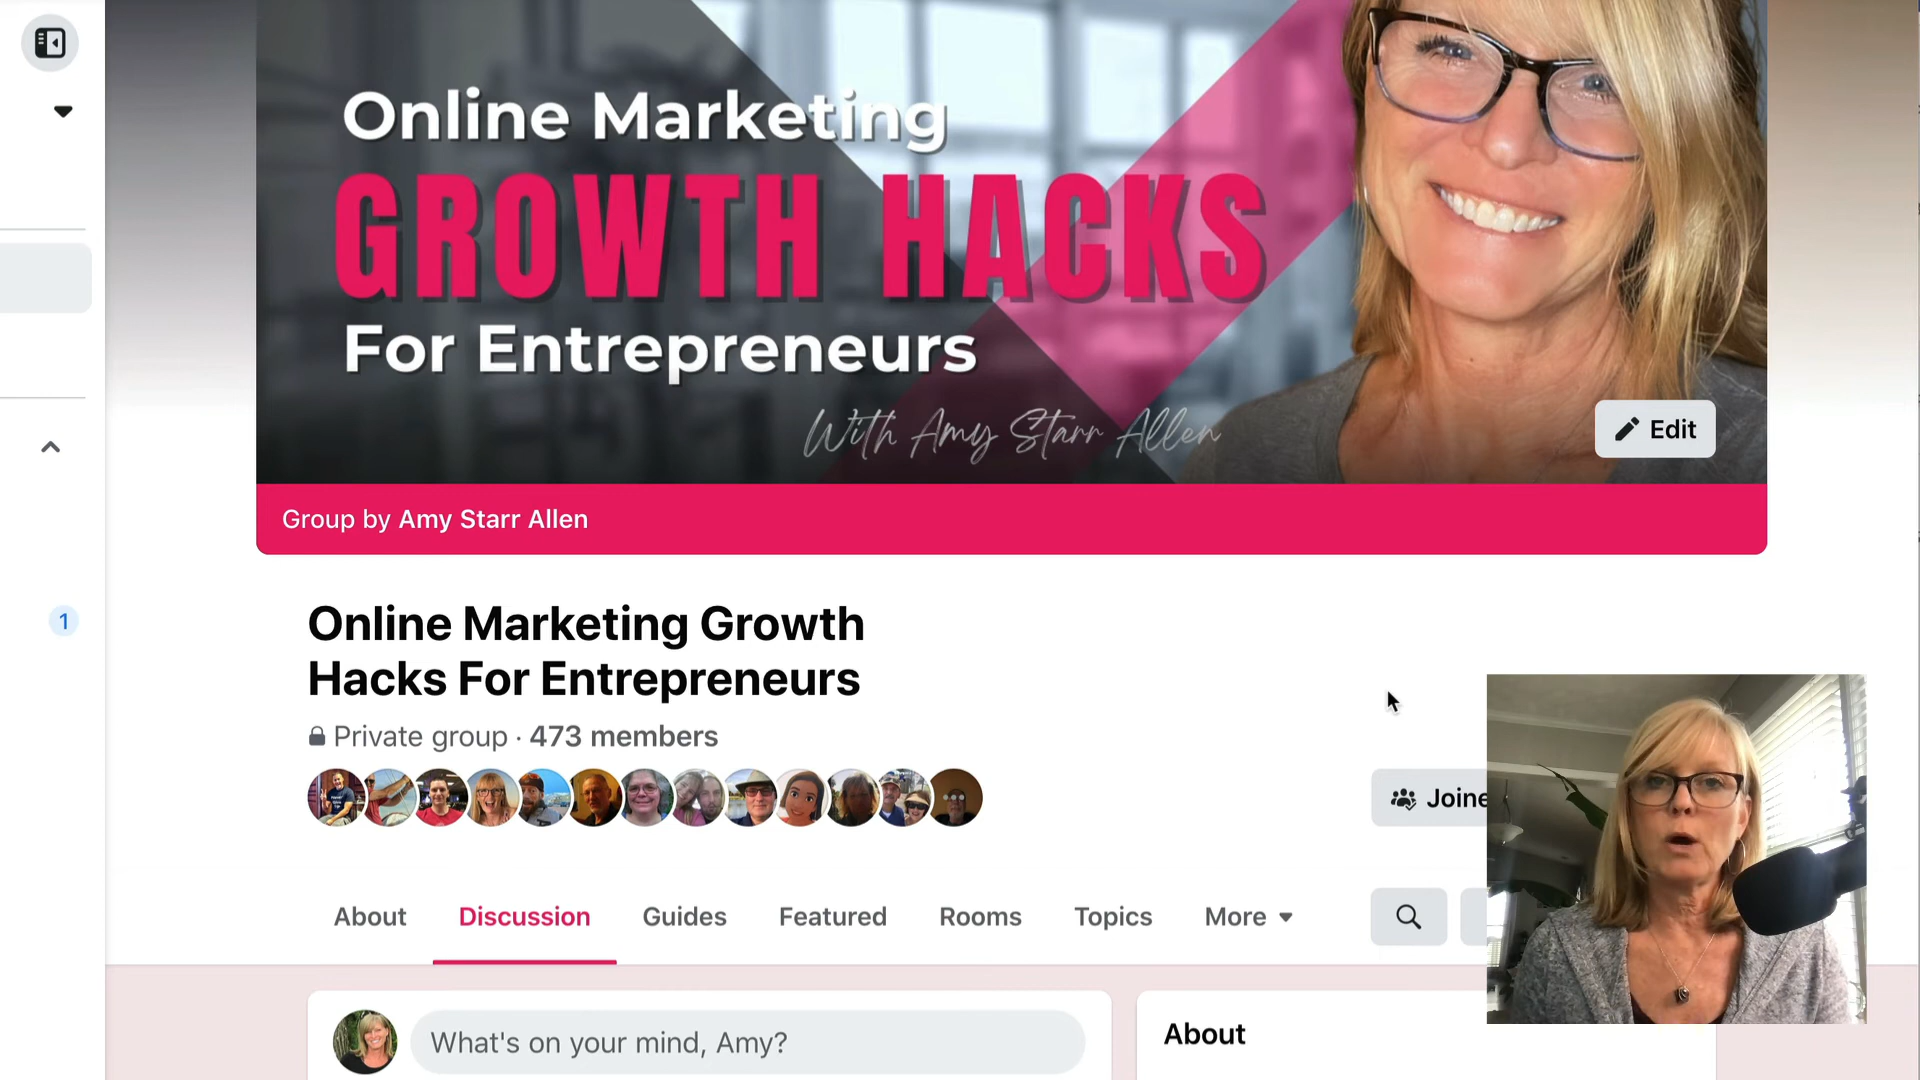 Online Marketing
GROWTH HACKS
For Entrepreneurs
With Amy Starr Allen
Edit
Group by Amy Starr Allen
Online Marketing Growth
Hacks For Entrepreneurs
1
Private group · 473 members
Joine
About Discussion Guides Featured Rooms Topics More
What's on your mind, Amy?
About